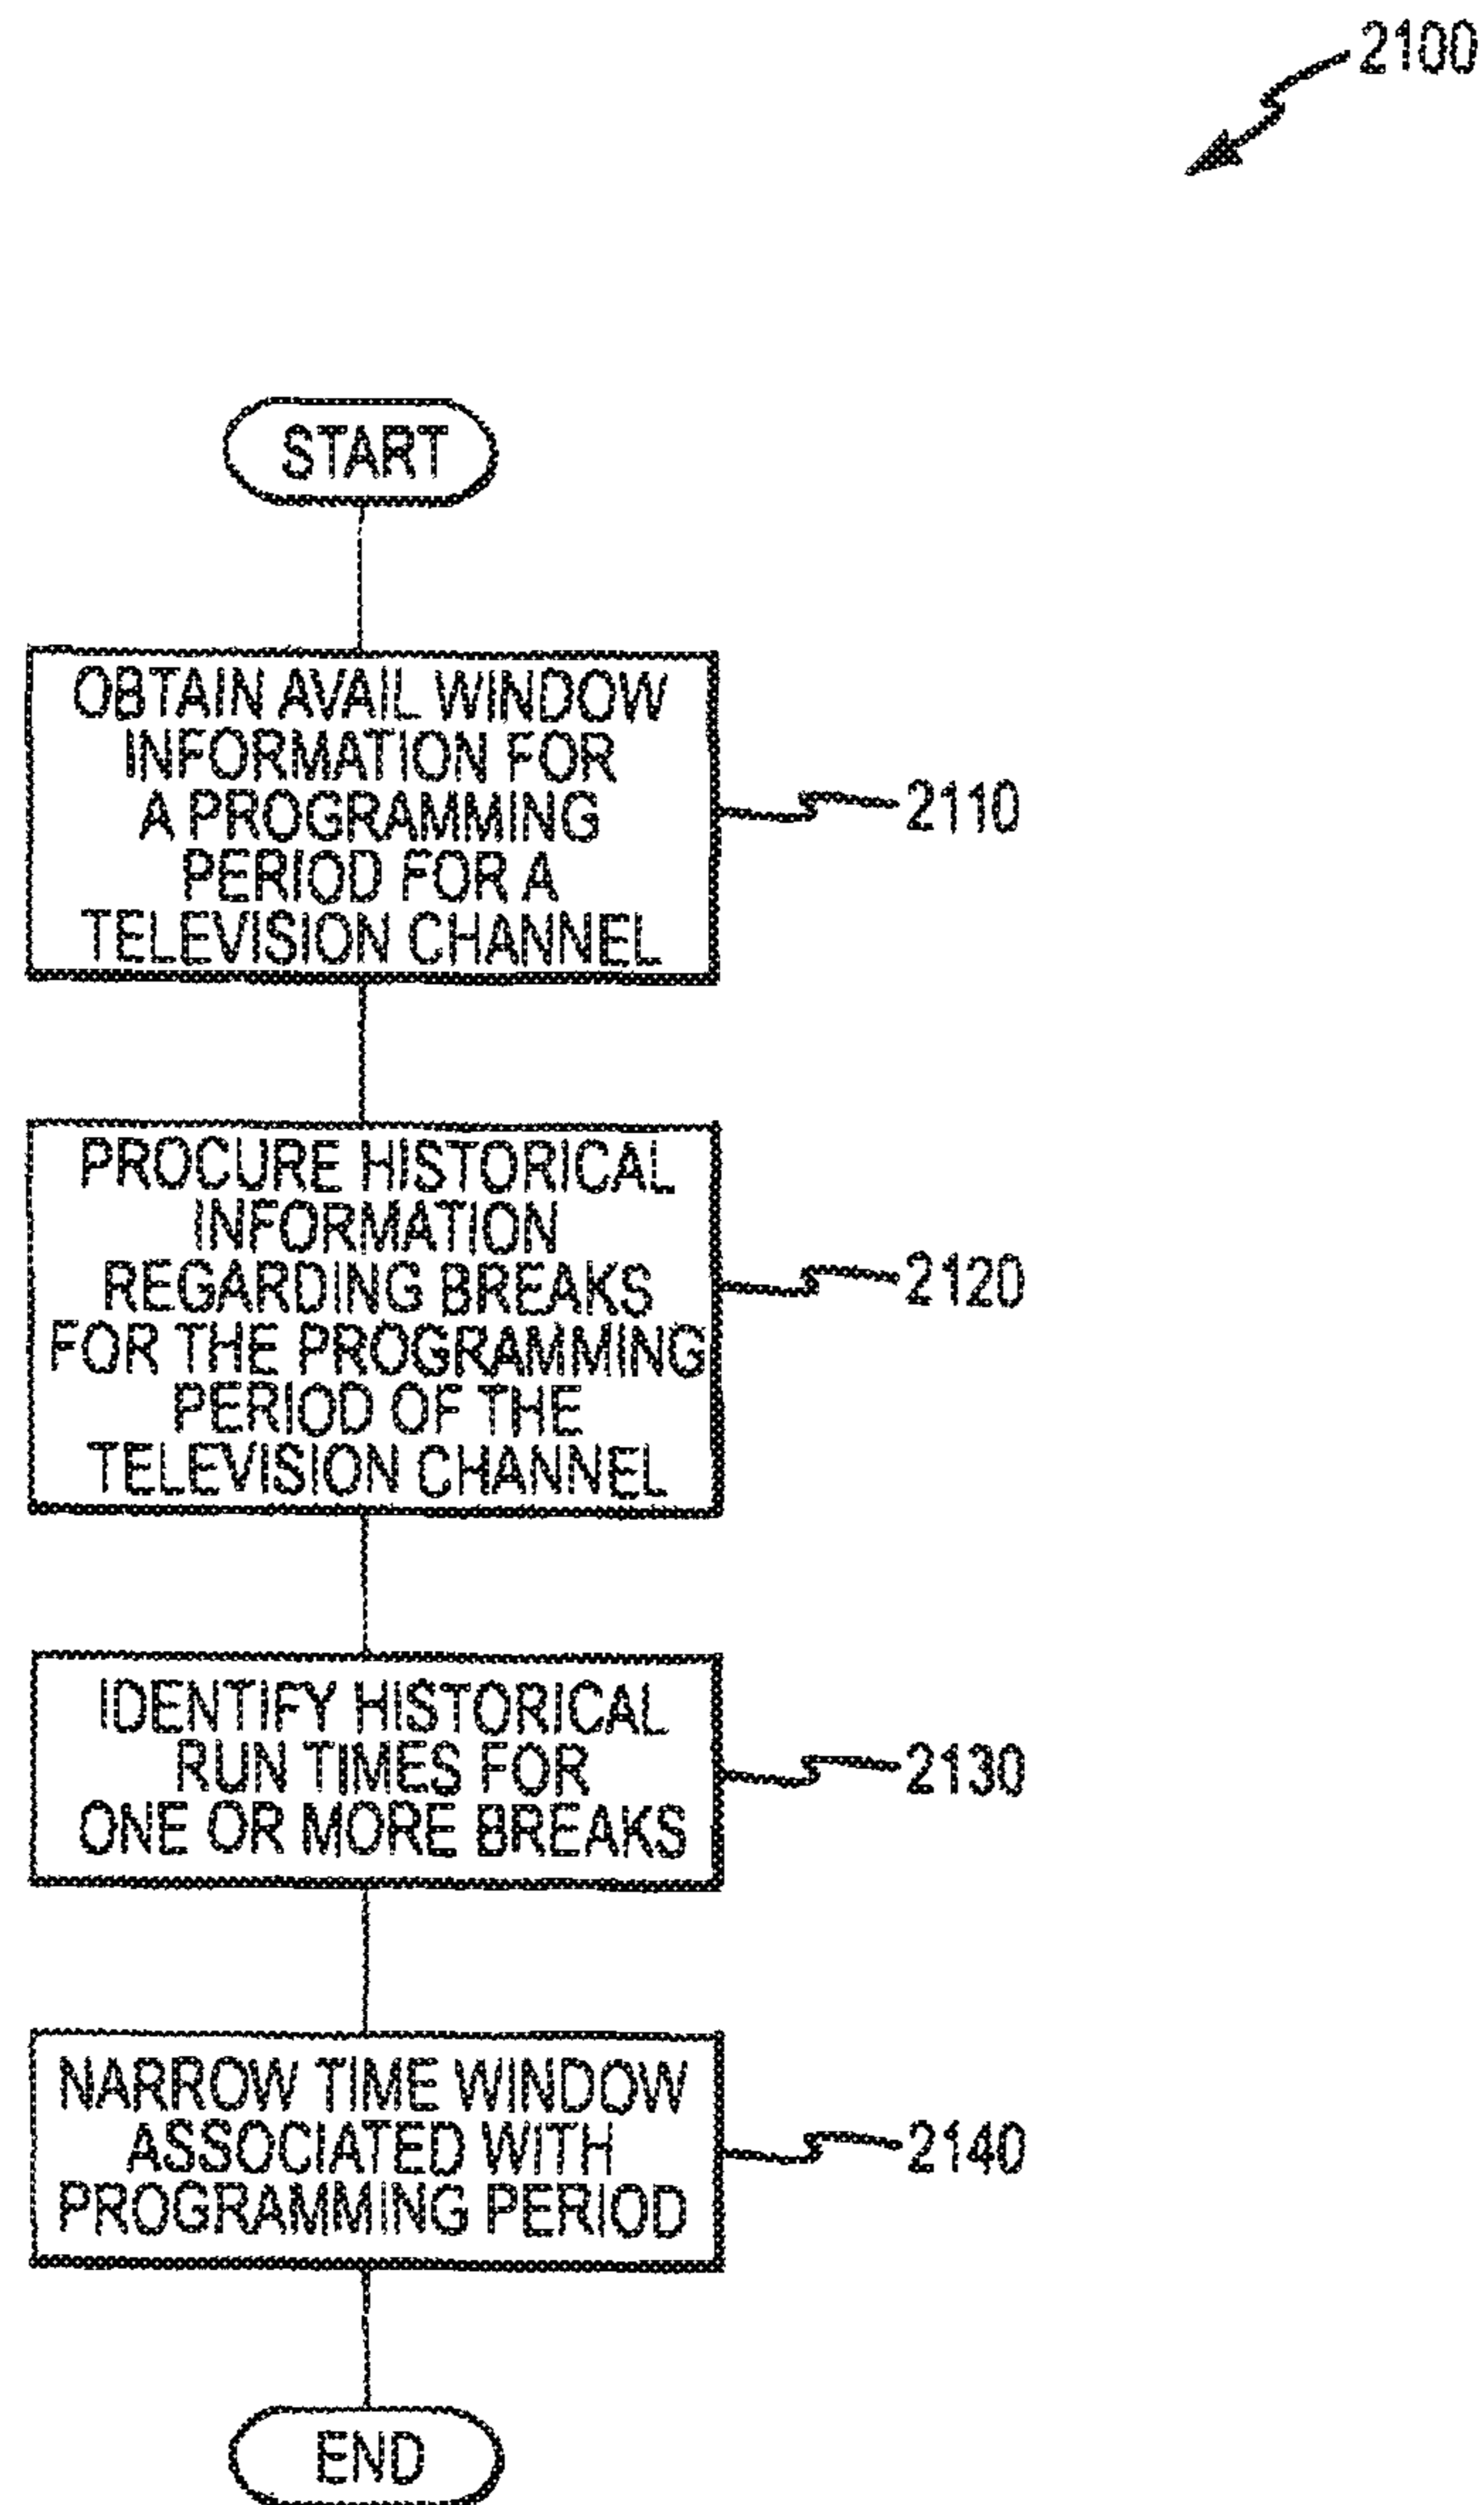 2100
START
OBTAIN AVAIL WINDOW
INFORMATION FOR
A PROGRAMMING
PERIOD FOR A
TELEVISION CHANNEL
2110
PROCURE HISTORICAL
INFORMATION
REGARDING BREAKS
FOR THE PROGRAMMING
PERIOD OF THE
TELEVISION CHANNEL
2120
IDENTIFY HISTORICAL
RUN TIMES FOR
ONE OR MORE BREAKS
2130
NARROW TIME WINDOW
ASSOCIATED WITH
PROGRAMMING PERIOD
2140
END